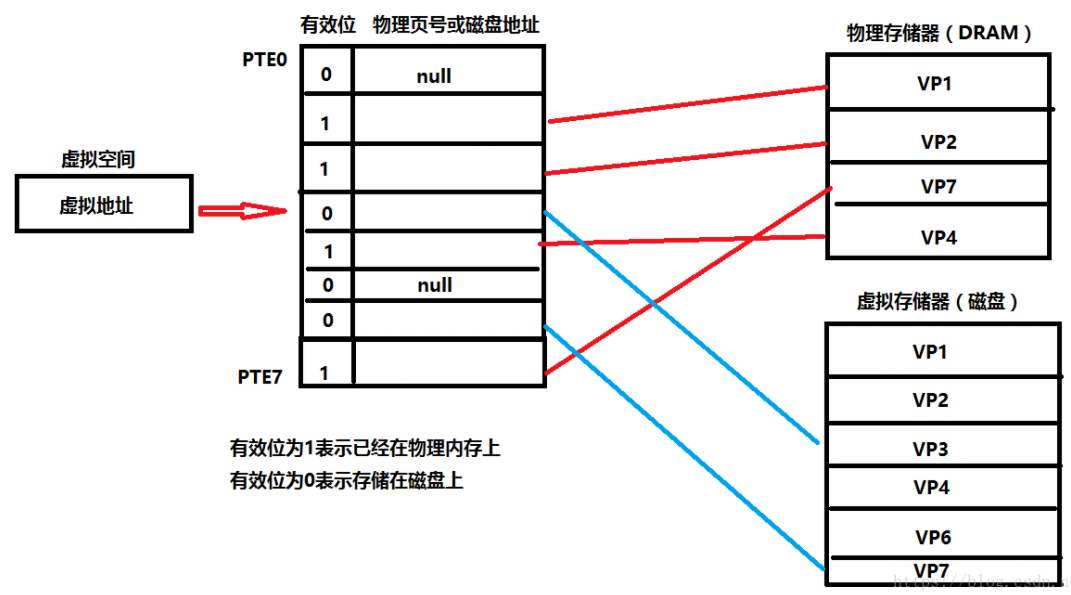 有效位 物理页号或磁盘地址
PTE0
0 null
1
1
0
1
0 null
0
1
PTE7
虚拟空间
虚拟地址
有效位为1表示已经在物理内存上
有效位为0表示存储在磁盘上
物理存储器（DRAM）
VP1
VP2
VP7
VP4
虚拟存储器（磁盘）
VP1
VP2
VP3
VP4
VP6
VP7